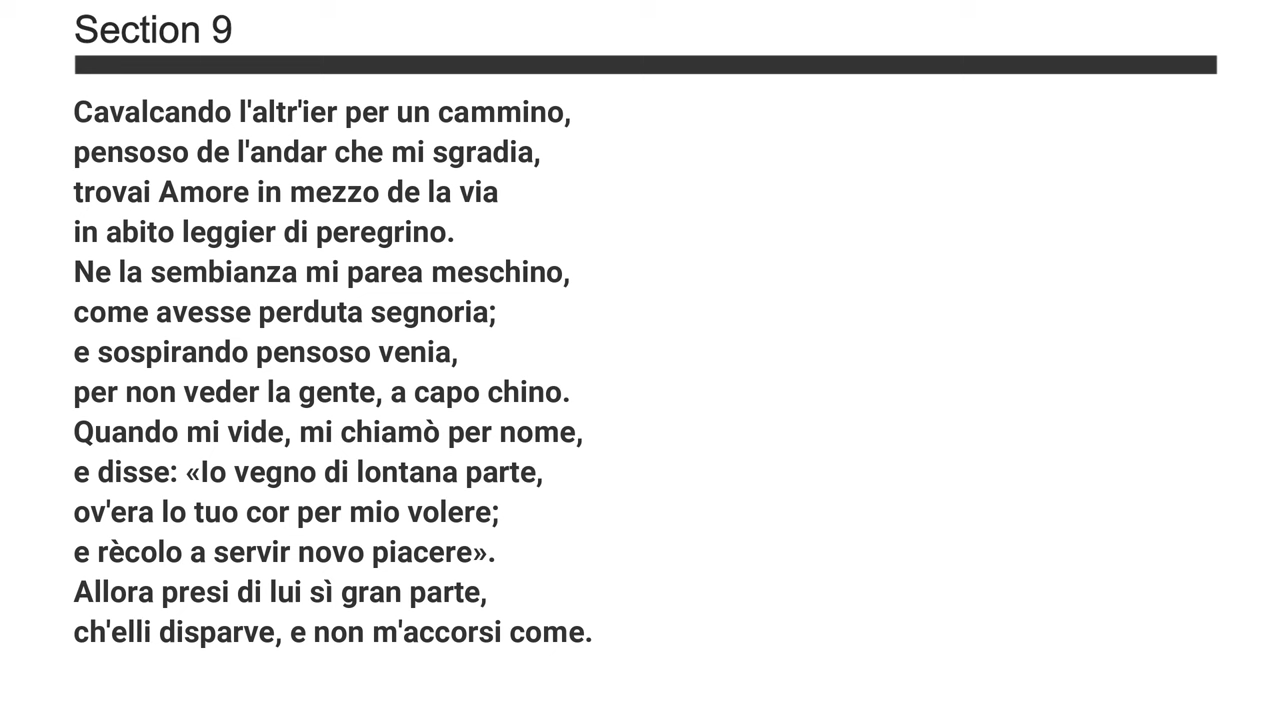 Section 9
Cavalcando l'altr'ier per un cammino,
pensoso de l'andar che mi sgradia,
trovai Amore in mezzo de la via
in abito leggier di peregrino.
Ne la sembianza mi parea meschino,
come avesse perduta segnoria;
e sospirando pensoso venia,
per non veder la gente, a capo chino.
Quando mi vide, mi chiamò per nome,
e disse: «Io vegno di lontana parte,
ov'era lo tuo cor per mio volere;
e rècolo a servir novo piacere».
Allora presi di lui sì gran parte,
ch'elli disparve, e non m'accorsi come.